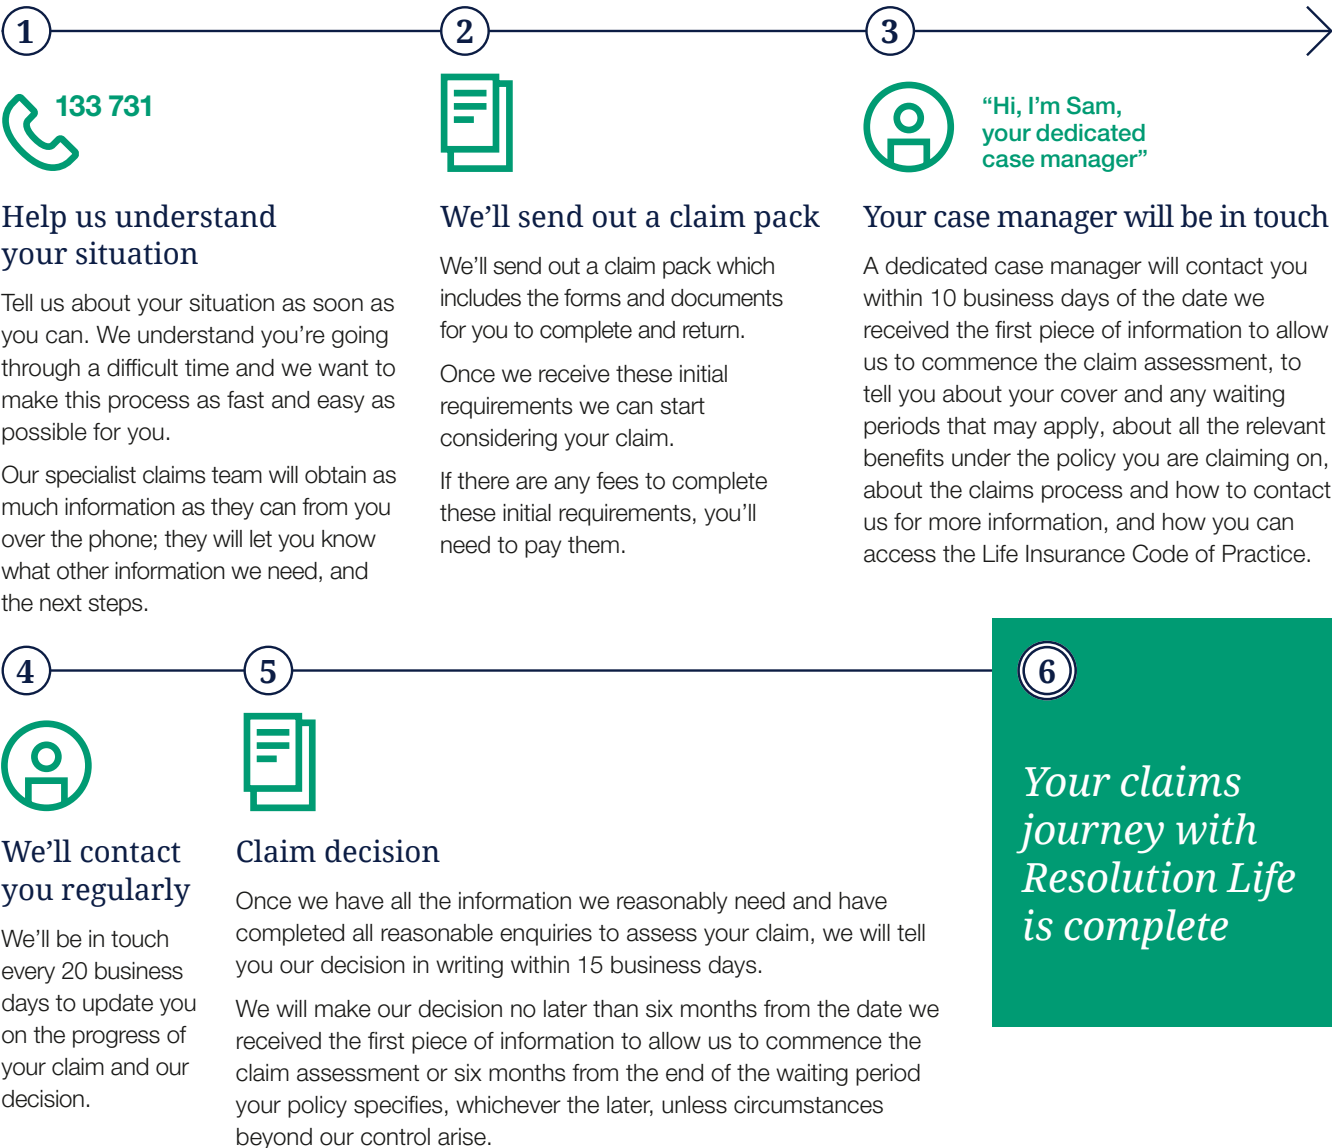 1
133 731
Help us understand
your situation
Tell us about your situation as soon as
you can. We understand you’re going
through a difficult time and we want to
make this process as fast and easy as
possible for you.
Our specialist claims team will obtain as
much information as they can from you
over the phone; they will let you know
what other information we need, and
the next steps.
2
We’ll send out a claim pack
We’ll send out a claim pack which
includes the forms and documents
for you to complete and return.
Once we receive these initial
requirements we can start
considering your claim.
If there are any fees to complete
these initial requirements, you’ll
need to pay them.
3
“Hi, I’m Sam,
your dedicated
case manager”
Your case manager will be in touch
A dedicated case manager will contact you
within 10 business days of the date we
received the first piece of information to allow
us to commence the claim assessment, to
tell you about your cover and any waiting
periods that may apply, about all the relevant
benefits under the policy you are claiming on,
about the claims process and how to contact
us for more information, and how you can
access the Life Insurance Code of Practice.
4
We’ll contact
you regularly
We’ll be in touch
every 20 business
days to update you
on the progress of
your claim and our
decision.
5
Claim decision
Once we have all the information we reasonably need and have
completed all reasonable enquiries to assess your claim, we will tell
you our decision in writing within 15 business days.
We will make our decision no later than six months from the date we
received the first piece of information to allow us to commence the
claim assessment or six months from the end of the waiting period
your policy specifies, whichever the later, unless circumstances
beyond our control arise.
6
Your claims
journey with
Resolution Life
is complete